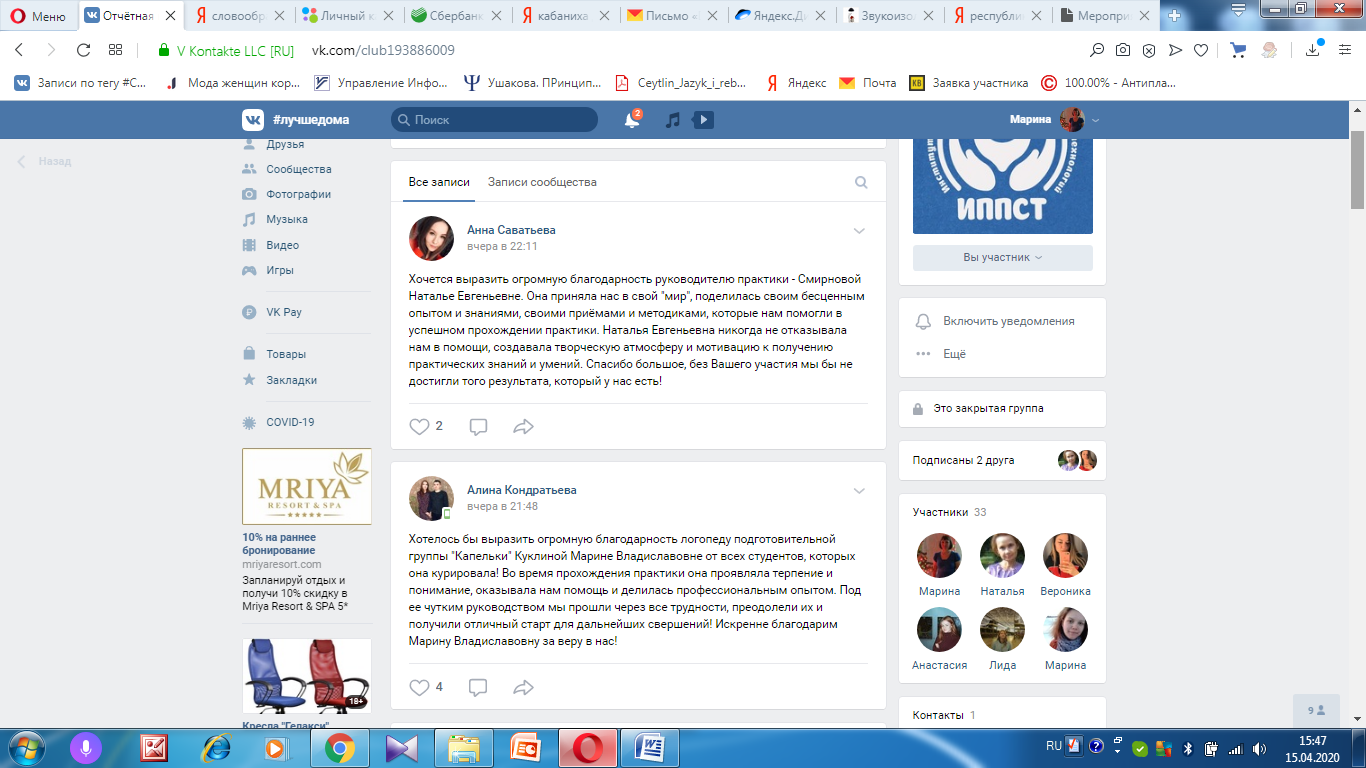 Меню
Отчётная
словообр
Личный к
Сбербанк
кабаниха
Письмо «
Яндекс.Ди
Звукоизо
республи
Меропри
V Kontakte LLC [RU]
vk.com/club193886009
Записи по тегу #С...
Мода женщин кор...
Управление Инфо...
Ушакова. ПРинцип...
Ceytlin_Jazyk_i_reb...
Яндекс
Почта
Заявка участника
100.00% - Антипла...
#лучшедома
Поиск
2
Марина
Назад
Друзья
Сообщества
Фотографии
Музыка
Видео
Игры
VK Pay
Товары
Закладки
COVID-19
MRIYA
RESORT & SPA
10% на раннее
бронирование
mriyaresort.com
Запланируй отдых и
получи 10% скидку в
Mriya Resort & SPA 5*
18+
Кресла "Гелакси"
Все записи
Записи сообщества
Анна Саватьева
вчера в 22:11
Хочется выразить огромную благодарность руководителю практики - Смирновой
Наталье Евгеньевне. Она приняла нас в свой "мир", поделилась своим бесценным
опытом и знаниями, своими приёмами и методиками, которые нам помогли в
успешном прохождении практики. Наталья Евгеньевна никогда не отказывала
нам в помощи, создавала творческую атмосферу и мотивацию к получению
практических знаний и умений. Спасибо большое, без Вашего участия мы бы не
достигли того результата, который у нас есть!
2
Алина Кондратьева
вчера в 21:48
Хотелось бы выразить огромную благодарность логопеду подготовительной
группы "Капельки" Куклиной Марине Владиславовне от всех студентов, которых
она курировала! Во время прохождения практики она проявляла терпение и
понимание, оказывала нам помощь и делилась профессиональным опытом. Под
ее чутким руководством мы прошли через все трудности, преодолели их и
получили отличный старт для дальнейших свершений! Искренне благодарим
Марину Владиславовну за веру в нас!
4
ИППСТ
Вы участник
Включить уведомления
Ещё
Это закрытая группа
Подписаны 2 друга
Участники 33
Марина
Наталья
Вероника
Анастасия
Лида
Марина
Контакты 1
9
RU
15:47
15.04.2020